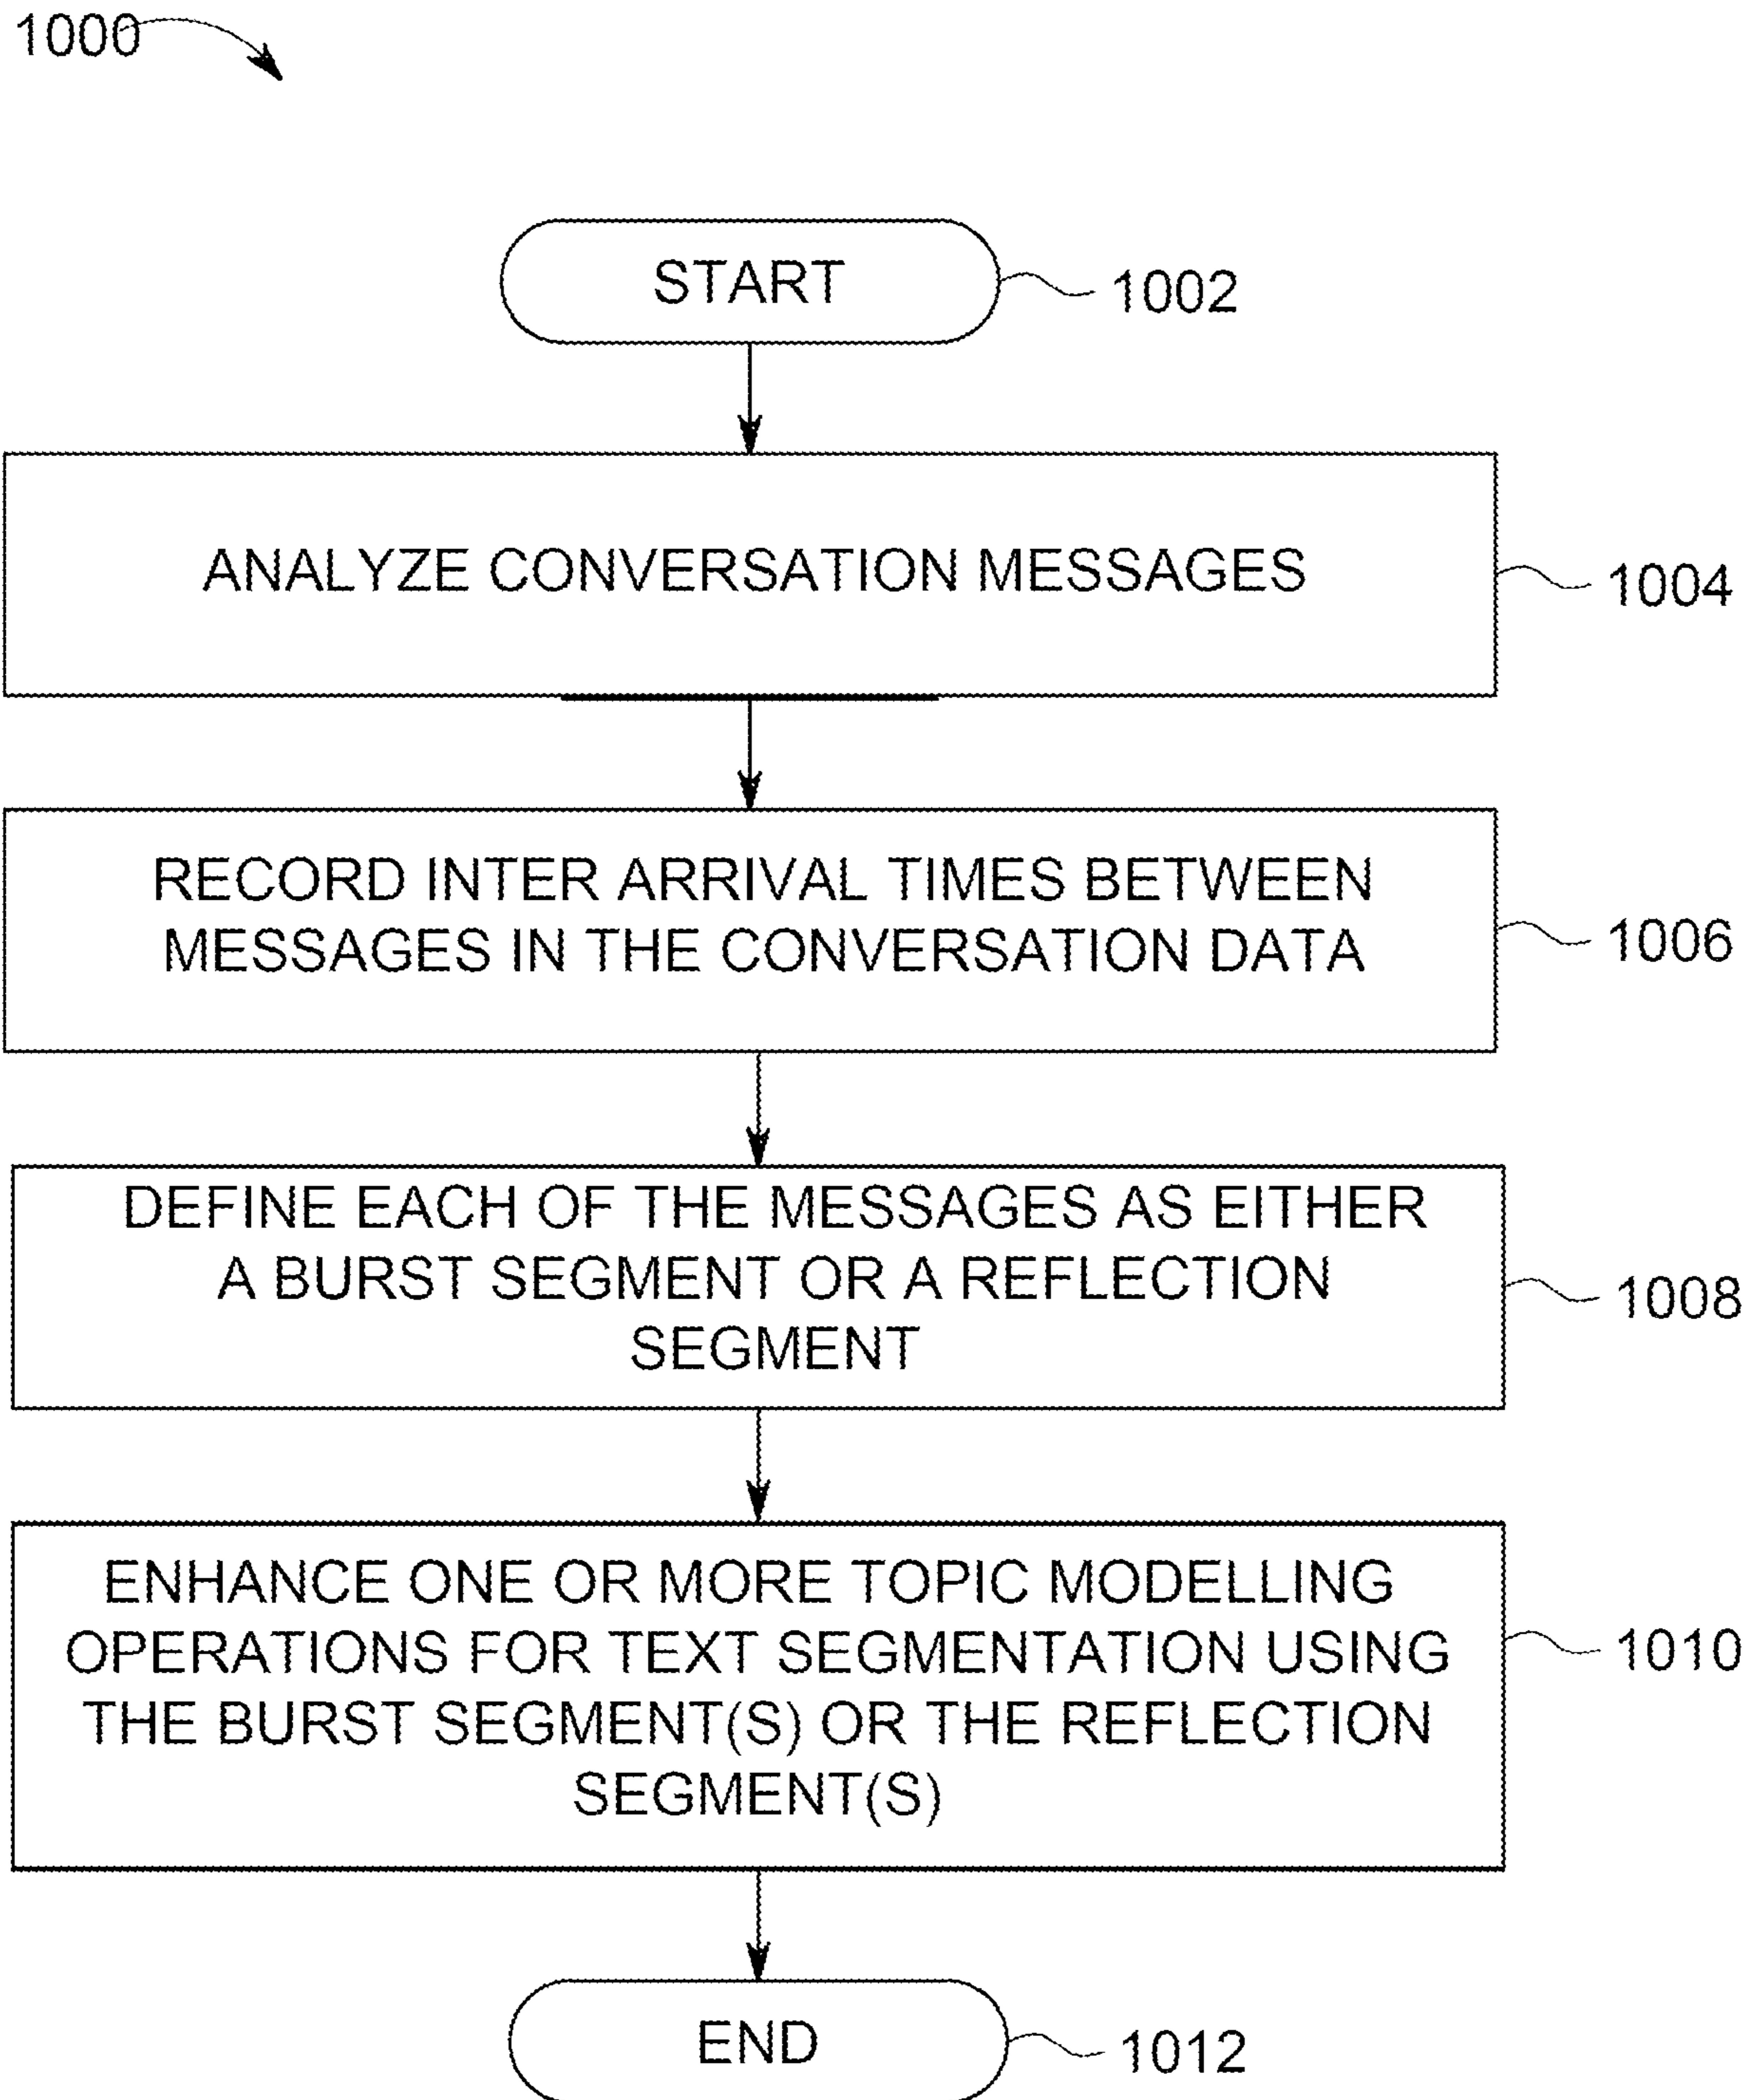 1000
START
1002
ANALYZE CONVERSATION MESSAGES
1004
RECORD INTER ARRIVAL TIMES BETWEEN
MESSAGES IN THE CONVERSATION DATA
1006
DEFINE EACH OF THE MESSAGES AS EITHER
A BURST SEGMENT OR A REFLECTION
SEGMENT
1008
ENHANCE ONE OR MORE TOPIC MODELLING
OPERATIONS FOR TEXT SEGMENTATION USING
THE BURST SEGMENT(S) OR THE REFLECTION
SEGMENT(S)
1010
END
1012